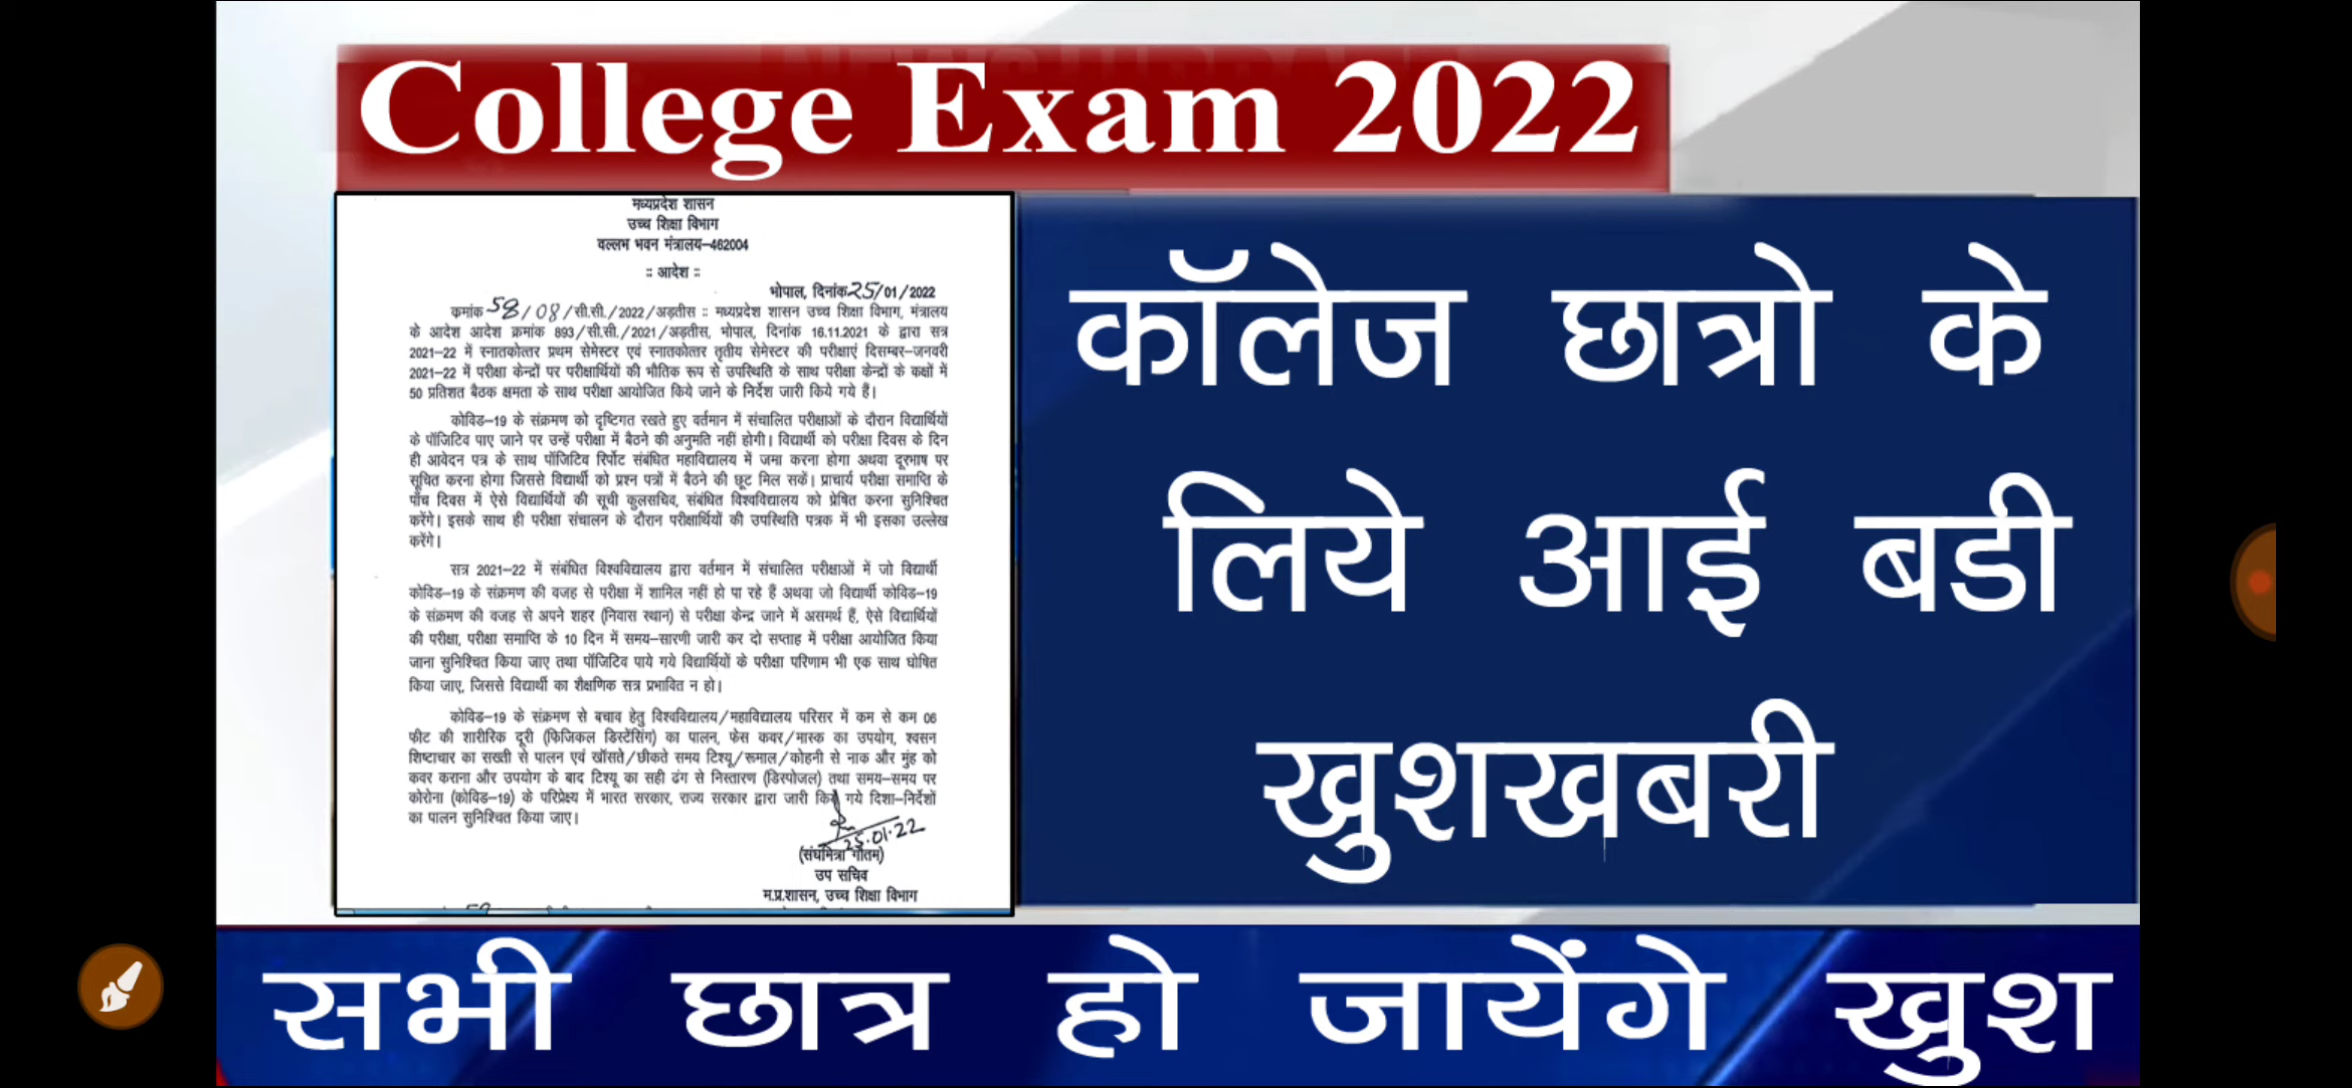 College Exam 2022
मध्यप्रदेश शासन
उच्च शिक्षा विभाग
वल्लभ भवन मंत्रालय–462004
:: आदेश ::
भोपाल, दिनांक 25/01/2022
क्रमांक 58/08/सी.सी./2022/अड़तीस :: मध्यप्रदेश शासन उच्च शिक्षा विभाग, मंत्रालय
के आदेश आदेश क्रमांक 893/सी.सी./2021/अड़तीस, भोपाल, दिनांक 16.11.2021 के द्वारा सत्र
2021–22 में स्नातकोत्तर प्रथम सेमेस्टर एवं स्नातकोत्तर तृतीय सेमेस्टर की परीक्षाएं दिसम्बर–जनवरी
2021–22 में परीक्षा केन्द्रों पर परीक्षार्थियों की भौतिक रूप से उपस्थिति के साथ परीक्षा केन्द्रों के कक्षों में
50 प्रतिशत बैठक क्षमता के साथ परीक्षा आयोजित किये जाने के निर्देश जारी किये गये हैं।
कोविड–19 के संक्रमण को दृष्टिगत रखते हुए वर्तमान में संचालित परीक्षाओं के दौरान विद्यार्थियों
के पॉजिटिव पाए जाने पर उन्हें परीक्षा में बैठने की अनुमति नहीं होगी। विद्यार्थी को परीक्षा दिवस के दिन
ही आवेदन पत्र के साथ पॉजिटिव रिर्पोट संबंधित महाविद्यालय में जमा करना होगा अथवा दूरभाष पर
सूचित करना होगा जिससे विद्यार्थी को प्रश्न पत्रों में बैठने की छूट मिल सकें। प्राचार्य परीक्षा समाप्ति के
पाँच दिवस में ऐसे विद्यार्थियों की सूची कुलसचिव, संबंधित विश्वविद्यालय को प्रेषित करना सुनिश्चित
करेंगे। इसके साथ ही परीक्षा संचालन के दौरान परीक्षार्थियों की उपस्थिति पत्रक में भी इसका उल्लेख
करेंगे।
सत्र 2021–22 में संबंधित विश्वविद्यालय द्वारा वर्तमान में संचालित परीक्षाओं में जो विद्यार्थी
कोविड–19 के संक्रमण की वजह से परीक्षा में शामिल नहीं हो पा रहे हैं अथवा जो विद्यार्थी कोविड–19
के संक्रमण की वजह से अपने शहर (निवास स्थान) से परीक्षा केन्द्र जाने में असमर्थ हैं, ऐसे विद्यार्थियों
की परीक्षा, परीक्षा समाप्ति के 10 दिन में समय–सारणी जारी कर दो सप्ताह में परीक्षा आयोजित किया
जाना सुनिश्चित किया जाए तथा पॉजिटिव पाये गये विद्यार्थियों के परीक्षा परिणाम भी एक साथ घोषित
किया जाए, जिससे विद्यार्थी का शैक्षणिक सत्र प्रभावित न हो।
कोविड–19 के संक्रमण से बचाव हेतु विश्वविद्यालय/महाविद्यालय परिसर में कम से कम 06
फीट की शारीरिक दूरी (फिजिकल डिस्टेंसिंग) का पालन, फेस कवर/मास्क का उपयोग, श्वसन
शिष्टाचार का सख्ती से पालन एवं खॉसते/छीकते समय टिश्यू/रूमाल/कोहनी से नाक और मुंह को
कवर कराना और उपयोग के बाद टिश्यू का सही ढंग से निस्तारण (डिस्पोजल) तथा समय–समय पर
कोरोना (कोविड–19) के परिप्रेक्ष्य में भारत सरकार, राज्य सरकार द्वारा जारी किये गये दिशा–निर्देशों
का पालन सुनिश्चित किया जाए।
25.01.22
(संघमित्रा गौतम)
उप सचिव
म.प्र.शासन, उच्च शिक्षा विभाग
कॉलेज छात्रो के
लिये आई बडी
खुशखबरी
सभी छात्र हो जायेंगे खुश